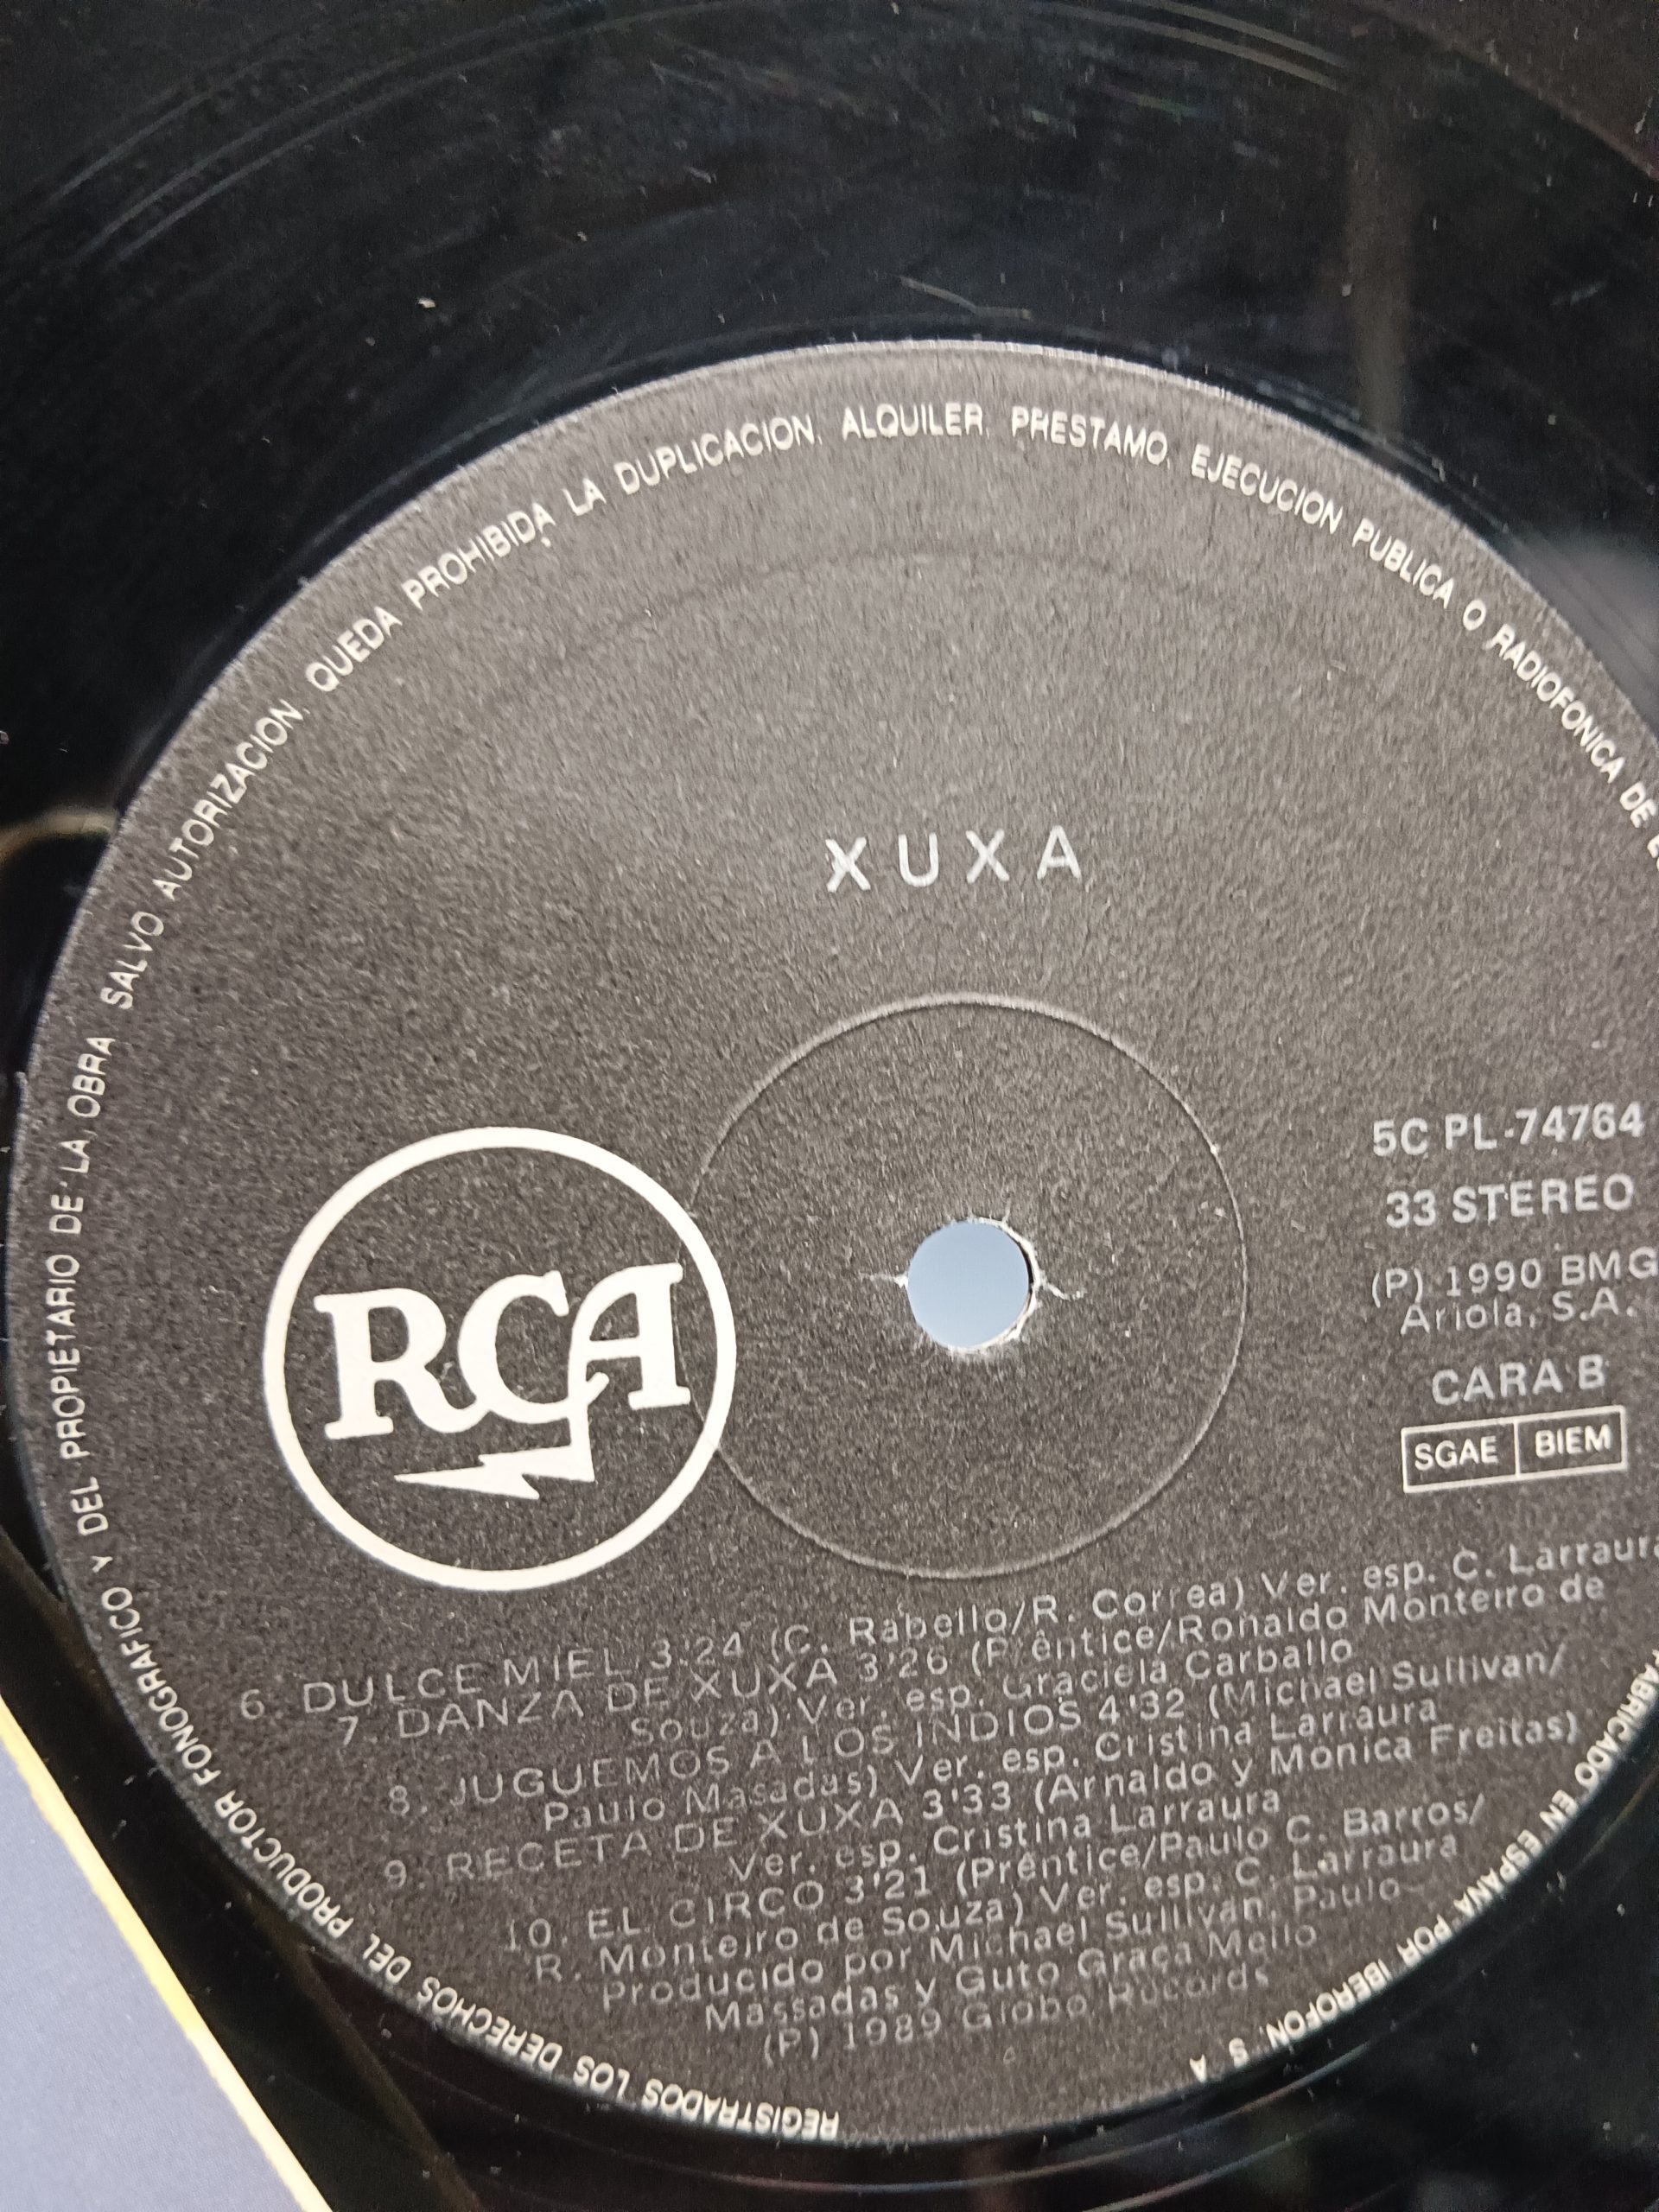 REGISTRADOS LOS DERECHOS DEL PRODUCTOR FONOGRAFICO Y DEL PROPIETARIO DE LA OBRA SALVO AUTORIZACION, QUEDA PROHIBIDA LA DUPLICACION, ALQUILER, PRESTAMO, EJECUCION PUBLICA O RADIOFONICA DE
FABRICADO EN ESPAÑA POR IBEROFON, S A
XUXA
RCA
5C PL-74764
33 STEREO
(P) 1990 BMG
Ariola, S.A.
CARA B
SGAE BIEM
6. DULCE MIEL 3'24 (C. Rabello/R. Correa) Ver. esp. C. Larraura
7. DANZA DE XUXA 3'26 (Prêntice/Ronaldo Monteiro de
Souza) Ver. esp. Graciela Carballo
8. JUGUEMOS A LOS INDIOS 4'32 (Michael Sullivan/
Paulo Masadas) Ver. esp. Cristina Larraura
9. RECETA DE XUXA 3'33 (Arnaldo y Monica Freitas)
Ver. esp. Cristina Larraura
10. EL CIRCO 3'21 (Prêntice/Paulo C. Barros/
R. Monteiro de Souza) Ver. esp. C. Larraura
Producido por Michael Sullivan, Paulo
Massadas y Guto Graca Mello
(P) 1989 Globo Records